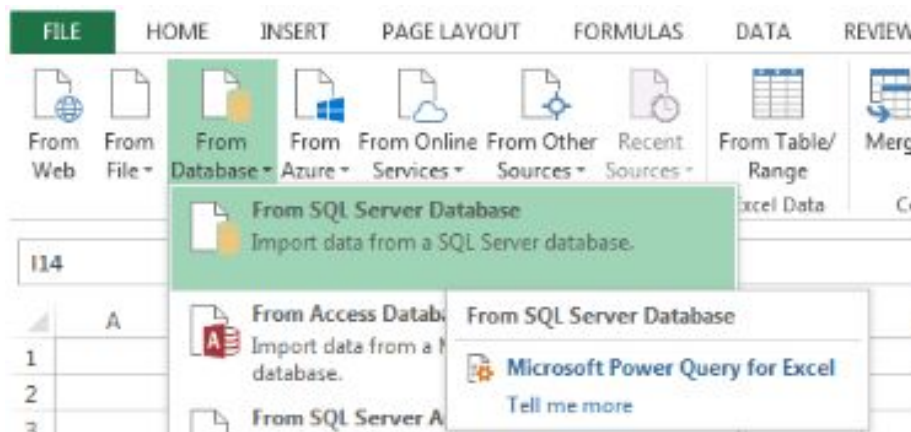 FILE HOME INSERT PAGE LAYOUT FORMULAS DATA REVIEW
From Web
From File
From Database
From Azure
From Online Services
From Other Sources
Recent Sources
From Table/ Range
Merg
Excel Data
I14
From SQL Server Database
Import data from a SQL Server database.
A
From Access Datab
Import data from a M
database.
From SQL Server A
From SQL Server Database
Microsoft Power Query for Excel
Tell me more
1
2
3